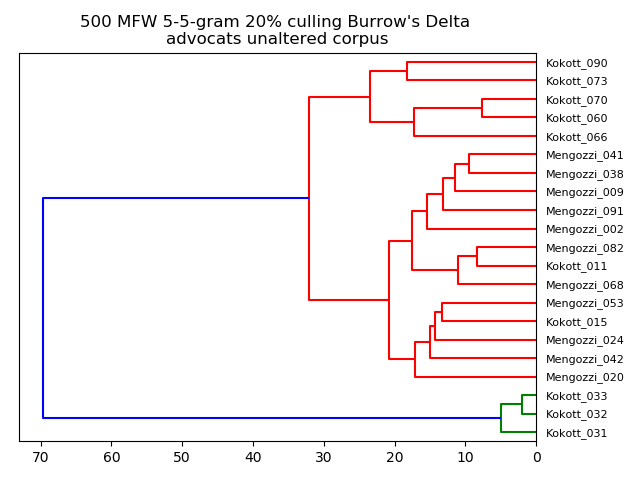 500 MFW 5-5-gram 20% culling Burrow's Delta
advocats unaltered corpus
Kokott_090
Kokott_073
Kokott_070
Kokott_060
Kokott_066
Mengozzi_041
Mengozzi_038
Mengozzi_009
Mengozzi_091
Mengozzi_002
Mengozzi_082
Kokott_011
Mengozzi_068
Mengozzi_053
Kokott_015
Mengozzi_024
Mengozzi_042
Mengozzi_020
Kokott_033
Kokott_032
Kokott_031
70 60 50 40 30 20 10 0